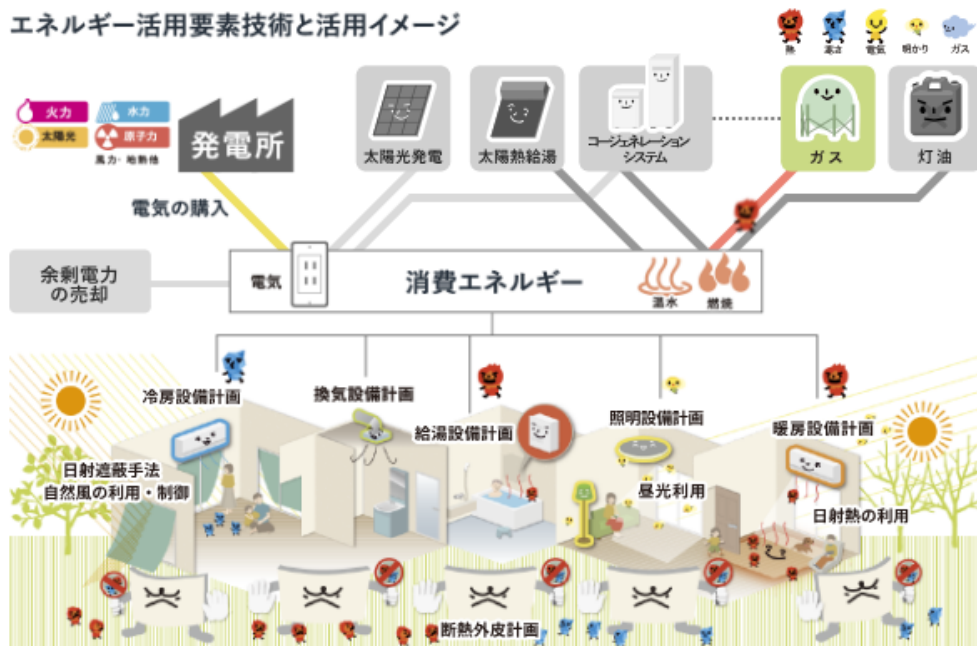 エネルギー活用要素技術と活用イメージ
熱
涼さ
電気
明かり
ガス
火力
水力
太陽光
原子力
風力・地熱他
発電所
太陽光発電
太陽熱給湯
コージェネレーション
システム
ガス
灯油
電気の購入
余剰電力
の売却
電気
消費エネルギー
温水
燃焼
冷房設備計画
換気設備計画
給湯設備計画
照明設備計画
暖房設備計画
日射遮蔽手法
自然風の利用・制御
昼光利用
日射熱の利用
断熱外皮計画